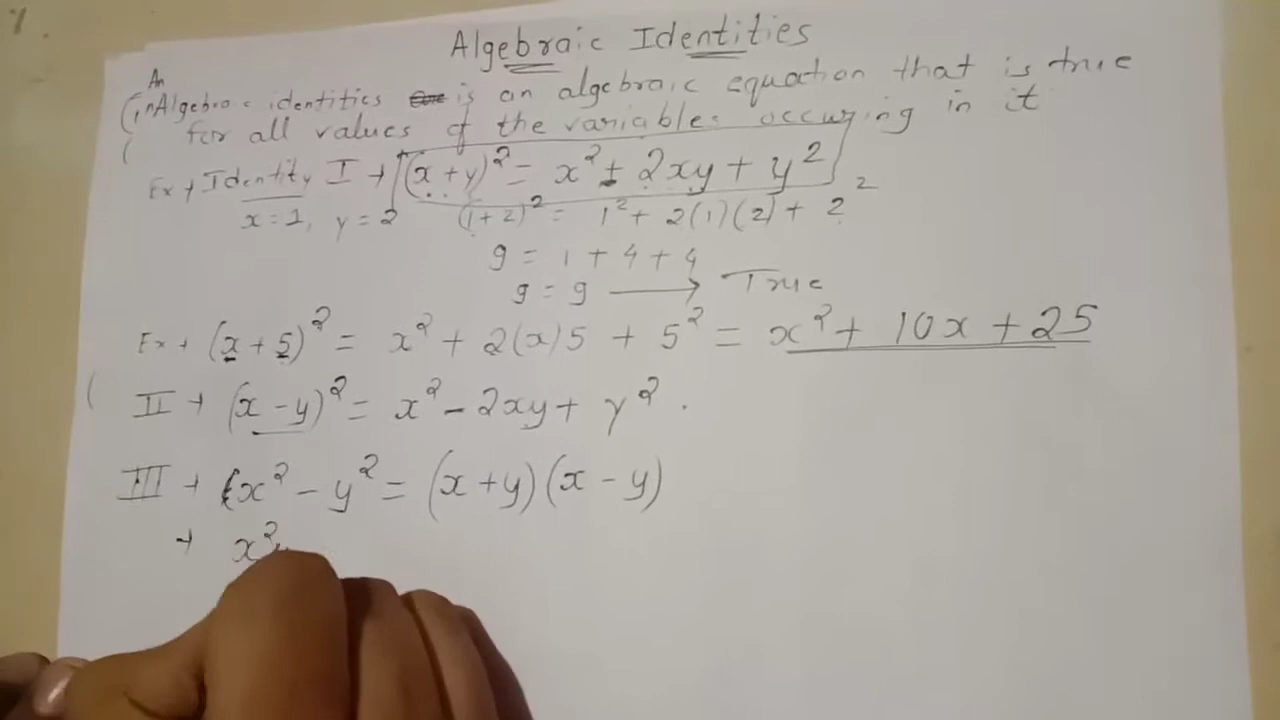 Algebraic Identities
An
Algebraic identities is an algebraic equation that is true
for all values of the variables occurring in it
Ex → Identity I → (x + y)² = x² + 2xy + y²
x = 1, y = 2 (1 + 2)² = 1² + 2(1)(2) + 2²
9 = 1 + 4 + 4
9 = 9 ⟶ True
Ex → (x + 5)² = x² + 2(x)5 + 5² = x² + 10x + 25
II → (x - y)² = x² - 2xy + y² .
III → x² - y² = (x + y)(x - y)
→ x²